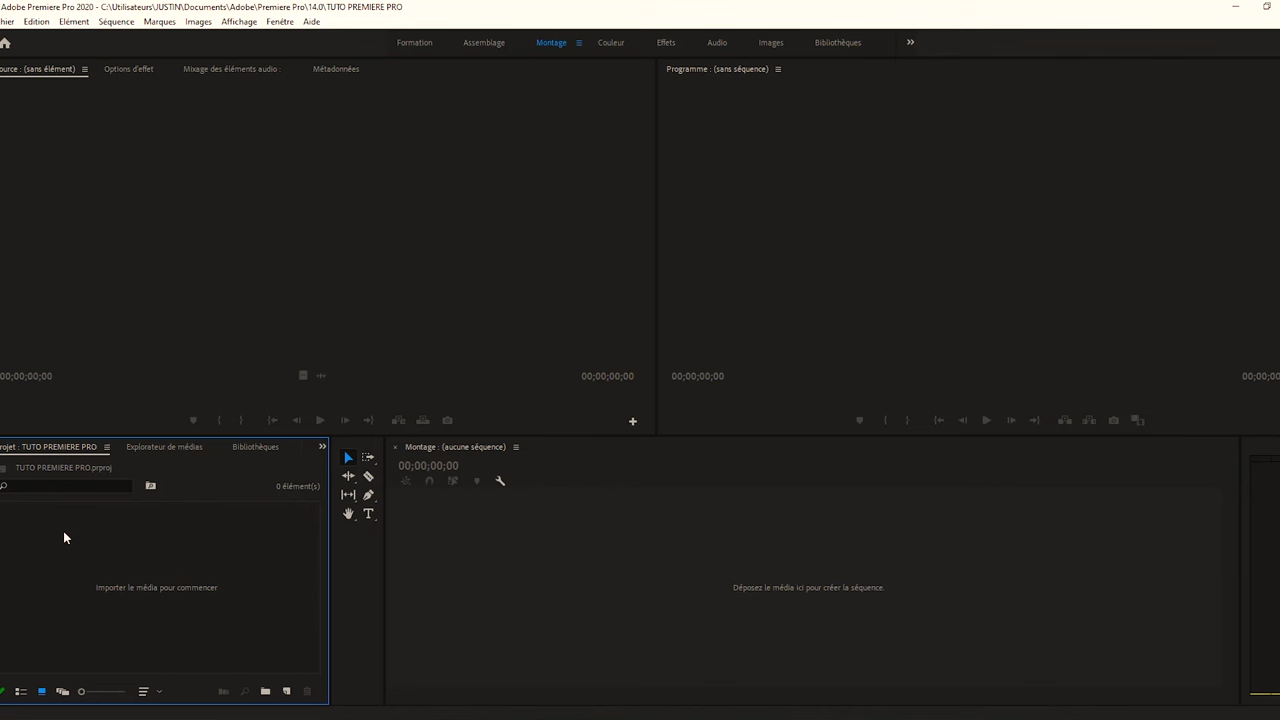 Adobe Premiere Pro 2020 - C:\Utilisateurs\JUSTIN\Documents\Adobe\Premiere Pro\14.0\TUTO PREMIERE PRO
hier Edition Elément Séquence Marques Images Affichage Fenêtre Aide
Formation Assemblage Montage Couleur Effets Audio Images Bibliothèques
ource : (sans élément) Options d'effet Mixage des éléments audio : Métadonnées Programme : (sans séquence)
00;00;00;00 00;00;00;00 00;00;00;00 00;00;00
rojet : TUTO PREMIERE PRO Explorateur de médias Bibliothèques Montage : (aucune séquence)
TUTO PREMIERE PRO.prproj 00;00;00;00
0 élément(s)
Importer le média pour commencer Déposez le média ici pour créer la séquence.